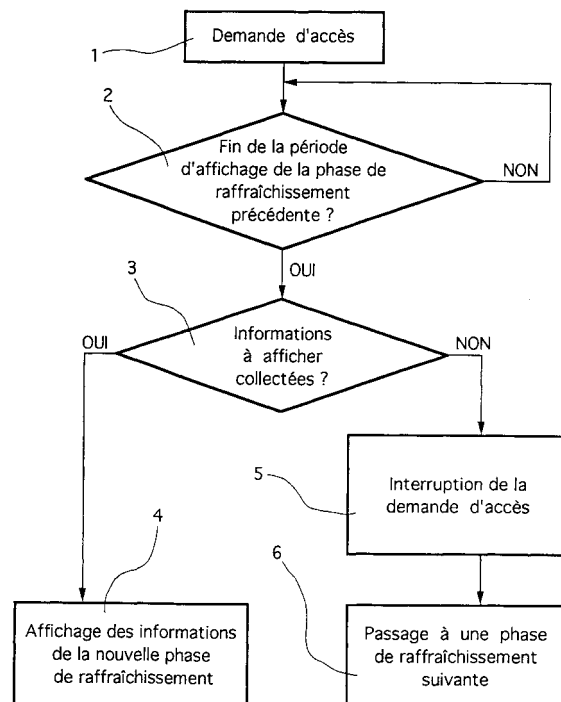 1
Demande d'accès
2
Fin de la période
d'affichage de la phase de
raffraîchissement
précédente ?
NON
OUI
3
Informations
à afficher
collectées ?
OUI
NON
5
Interruption de la
demande d'accès
4
Affichage des informations
de la nouvelle phase
de raffraîchissement
6
Passage à une phase
de raffraîchissement
suivante